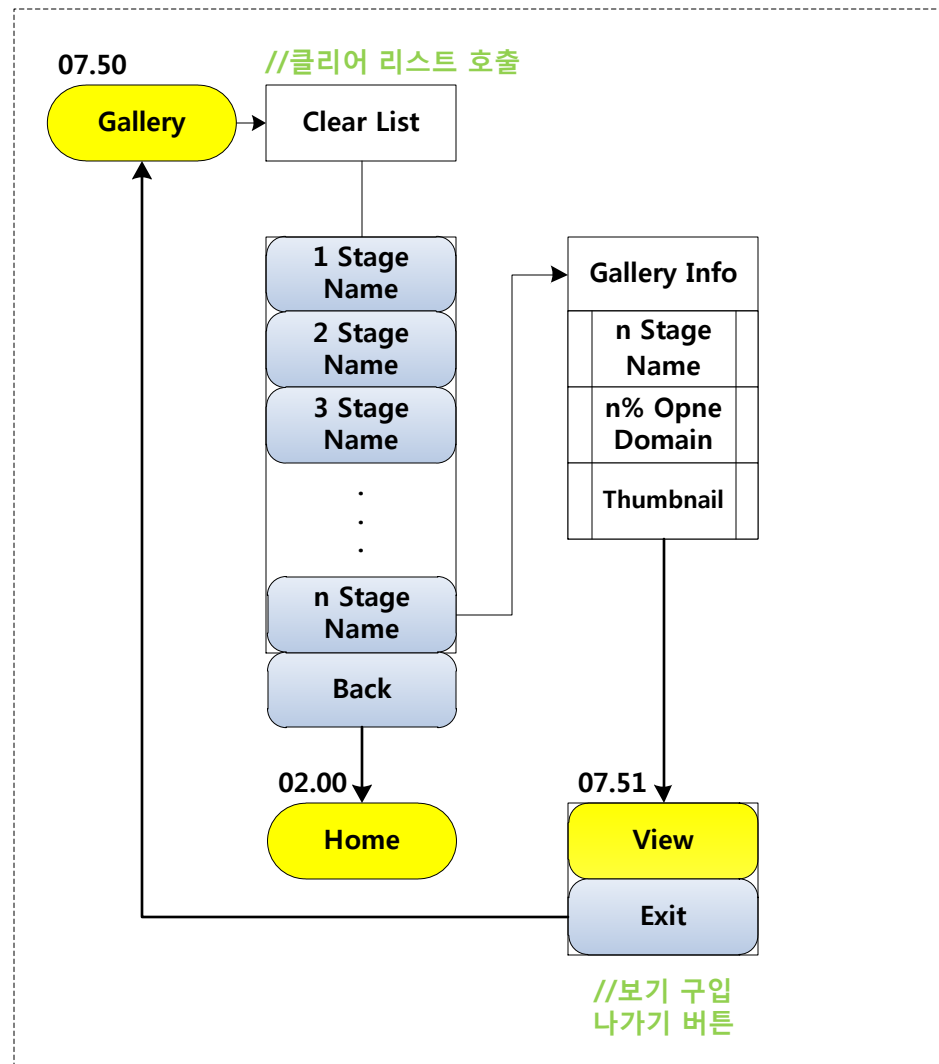 07.50
//클리어 리스트 호출
Gallery
Clear List
1 Stage
Name
2 Stage
Name
3 Stage
Name
.
.
.
n Stage
Name
Back
Gallery Info
n Stage
Name
n% Opne
Domain
Thumbnail
02.00
Home
07.51
View
Exit
//보기 구입
나가기 버튼